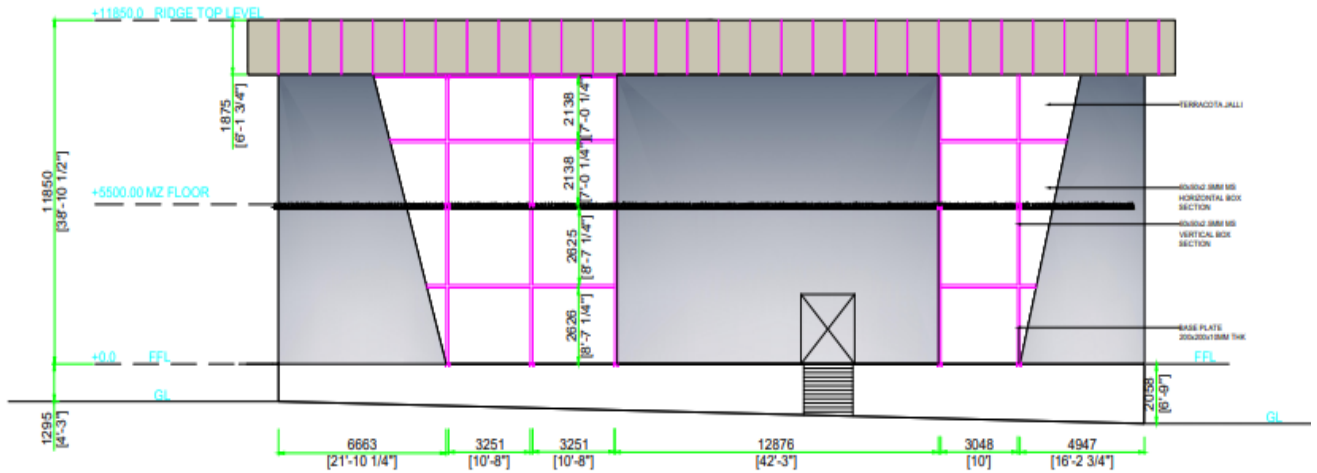 +11850.0 RIDGE TOP LEVEL
1875
[6'-1 3/4"]
2138
[7'-0 1/4"]
TERRACOTA JALLI
11850
[38'-10 1/2"]
2138
[7'-0 1/4"]
+5500.00 MZ FLOOR
HORIZONTAL BOX
SECTION
2625
[8'-7 1/4"]
VERTICAL BOX
SECTION
2626
[8'-7 1/4"]
BASE PLATE
200x200x10MM THK
+0.0 FFL
FFL
GL
2058
[6'-9"]
1295
[4'-3"]
GL
6663
[21'-10 1/4"]
3251
[10'-8"]
3251
[10'-8"]
12876
[42'-3"]
3048
[10']
4947
[16'-2 3/4"]